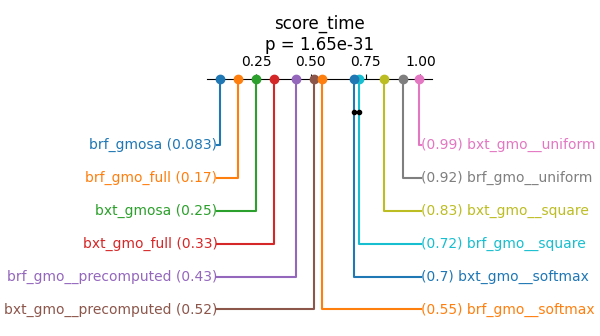 score_time
p = 1.65e-31
0.25 0.50 0.75 1.00
brf_gmosa (0.083) (0.99) bxt_gmo__uniform
brf_gmo_full (0.17) (0.92) brf_gmo__uniform
bxt_gmosa (0.25) (0.83) bxt_gmo__square
bxt_gmo_full (0.33) (0.72) brf_gmo__square
brf_gmo__precomputed (0.43) (0.7) bxt_gmo__softmax
bxt_gmo__precomputed (0.52) (0.55) brf_gmo__softmax